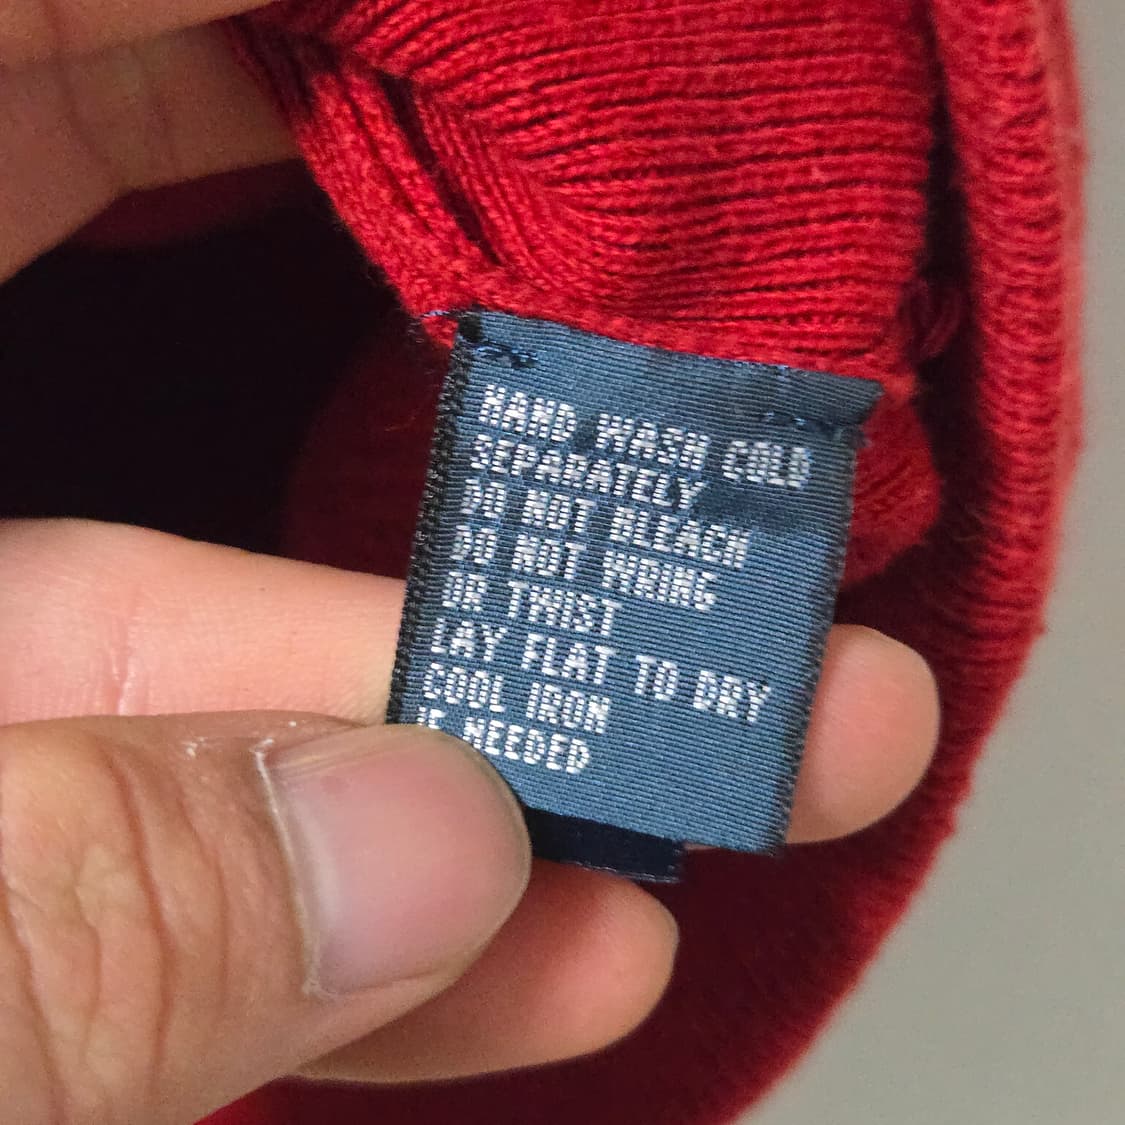 HAND WASH COLD
SEPARATELY
DO NOT BLEACH
DO NOT WRING
OR TWIST
LAY FLAT TO DRY
COOL IRON
IF NEEDED